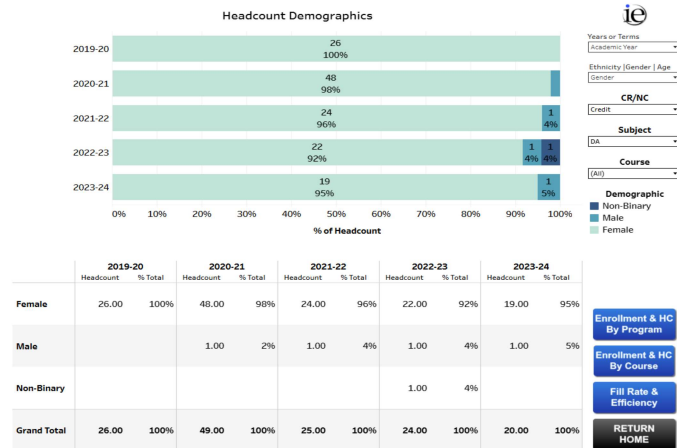 Headcount Demographics
2019-20
26
100%
2020-21
48
98%
2021-22
24
96%
1
4%
2022-23
22
92%
1
4%
1
4%
2023-24
19
95%
1
5%
0% 10% 20% 30% 40% 50% 60% 70% 80% 90% 100%
% of Headcount
ie
Years or Terms
Academic Year
Ethnicity |Gender | Age
Gender
CR/NC
Credit
Subject
DA
Course
(All)
Demographic
Non-Binary
Male
Female
2019-20 2020-21 2021-22 2022-23 2023-24
Headcount % Total Headcount % Total Headcount % Total Headcount % Total Headcount % Total
Female 26.00 100% 48.00 98% 24.00 96% 22.00 92% 19.00 95%
Male 1.00 2% 1.00 4% 1.00 4% 1.00 5%
Non-Binary 1.00 4%
Grand Total 26.00 100% 49.00 100% 25.00 100% 24.00 100% 20.00 100%
Enrollment & HC
By Program
Enrollment & HC
By Course
Fill Rate &
Efficiency
RETURN
HOME